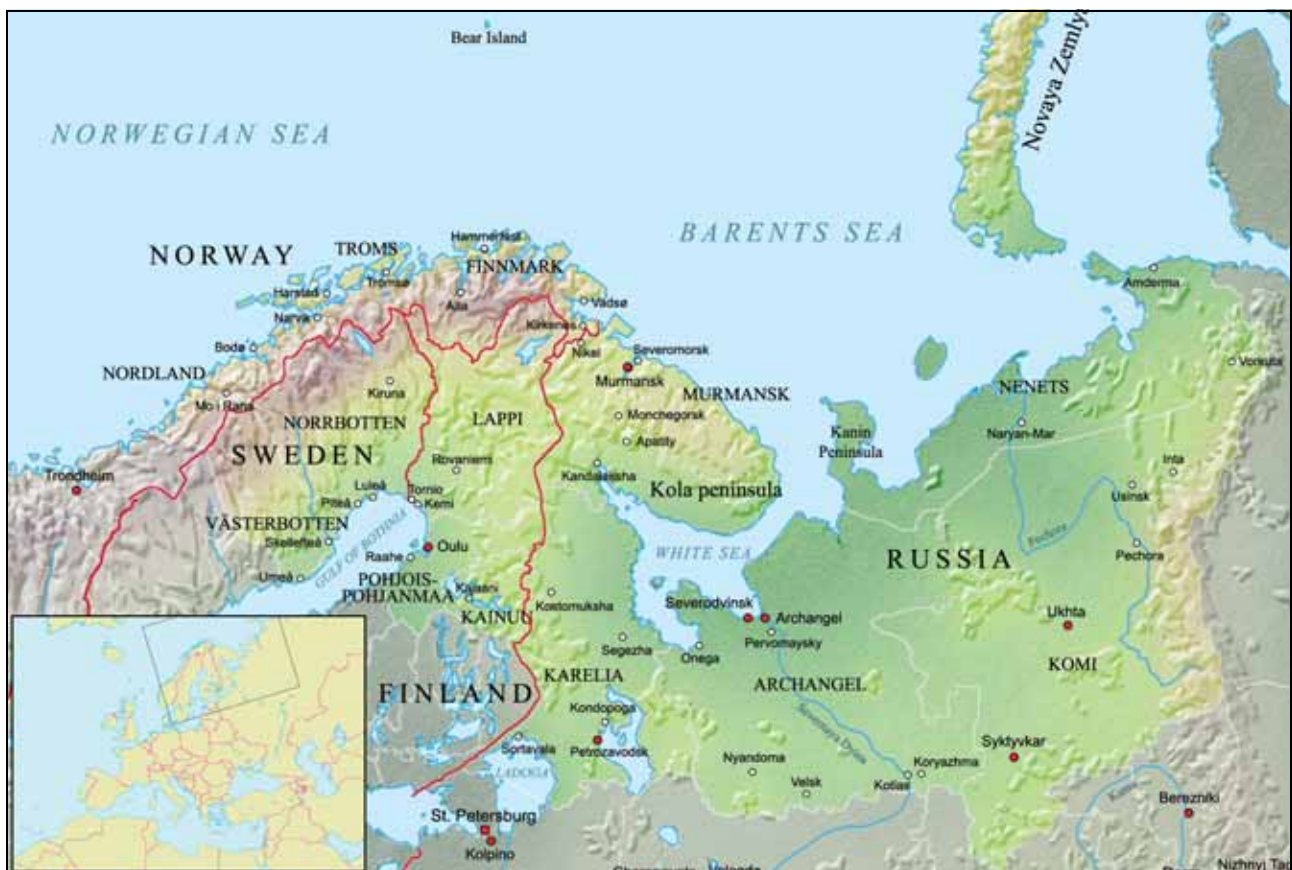 Bear Island
Novaya Zemlya
NORWEGIAN SEA
BARENTS SEA
NORWAY
TROMS
Hammerfest
FINNMARK
Tromsø
Harstad
Alta
Vadsø
Amderma
Narvik
Kirkenes
Bodø
Nikel
Severomorsk
Vorkuta
NORDLAND
Murmansk
MURMANSK
NENETS
Mo i Rana
Kiruna
NORRBOTTEN
LAPPI
Monchegorsk
Naryan-Mar
Kanin
Peninsula
Apatity
SWEDEN
Rovaniemi
Kandalaksha
Inta
Trondheim
Luleå
Piteå
Tornio
Kemi
Kola peninsula
Usinsk
VÄSTERBOTTEN
Skellefteå
GULF OF BOTHNIA
Oulu
Raahe
WHITE SEA
RUSSIA
Pechora
Pechora
Umeå
POHJOIS-
POHJANMAA
Kajaani
KAINUU
Kostomuksha
Severodvinsk
Archangel
Pervomaysky
Ukhta
Segezha
Onega
KOMI
FINLAND
KARELIA
ARCHANGEL
Kondopoga
Petrozavodsk
Sortavala
LADOGA
Nyandoma
Severnaya Dvina
Syktyvkar
Velsk
Kotlas
Koryazhma
Kama
Berezniki
St. Petersburg
Kolpino